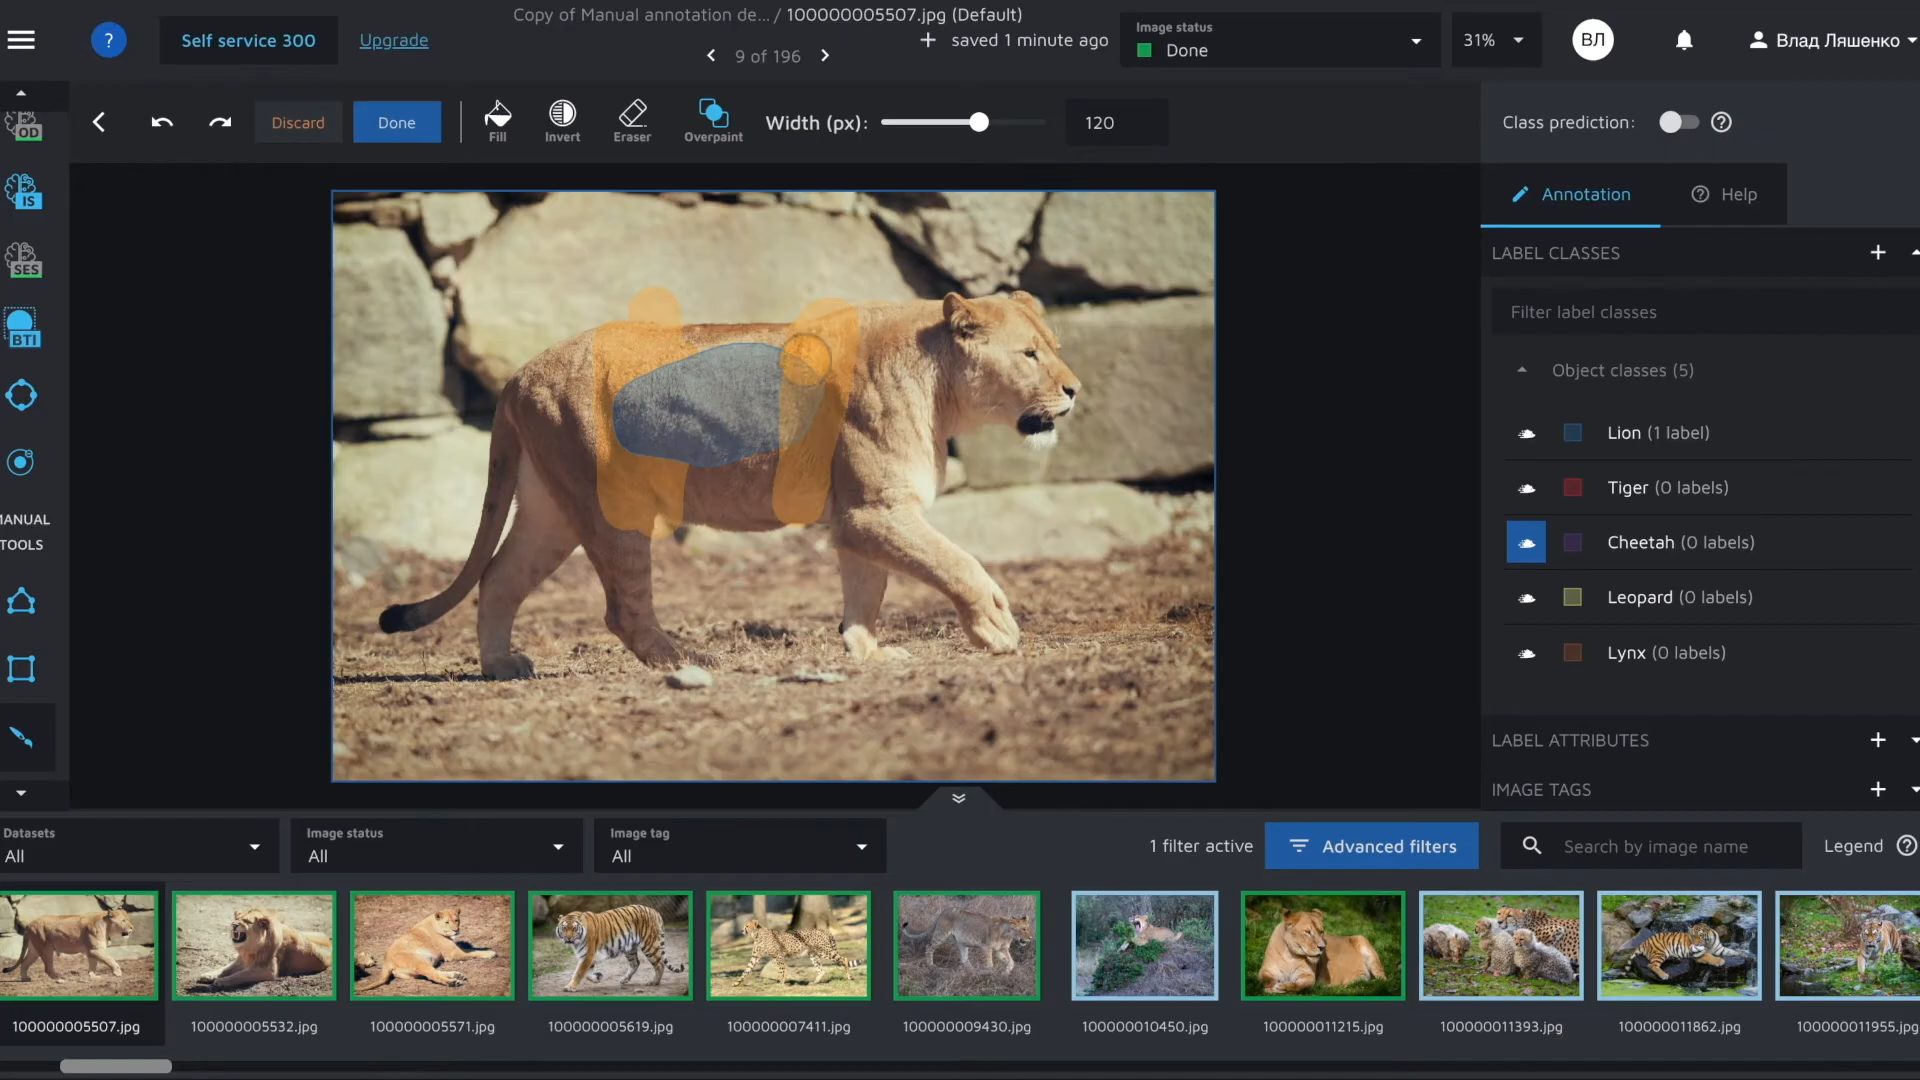 Copy of Manual annotation de... / 100000005507.jpg (Default)
?
Self service 300
Upgrade
9 of 196
+ saved 1 minute ago
Image status
Done
31%
ВЛ
Влад Ляшенко
OD
IS
SES
BTI
MANUAL
TOOLS
Discard
Done
Fill
Invert
Eraser
Overpaint
Width (px):
120
Class prediction:
?
Annotation
? Help
LABEL CLASSES
+
Filter label classes
Object classes (5)
Lion (1 label)
Tiger (0 labels)
Cheetah (0 labels)
Leopard (0 labels)
Lynx (0 labels)
LABEL ATTRIBUTES
+
IMAGE TAGS
+
Datasets
All
Image status
All
Image tag
All
1 filter active
Advanced filters
Search by image name
Legend ?
100000005507.jpg
100000005532.jpg
100000005571.jpg
100000005619.jpg
100000007411.jpg
100000009430.jpg
100000010450.jpg
100000011215.jpg
100000011393.jpg
100000011862.jpg
100000011955.jpg